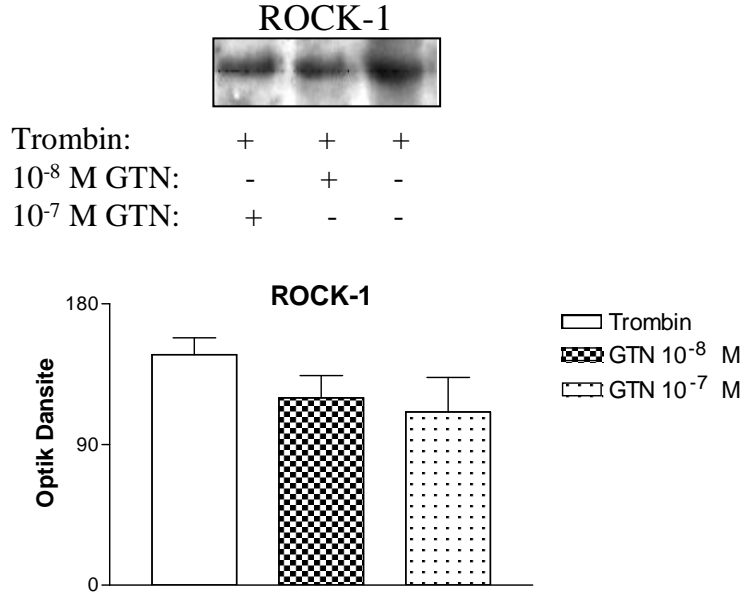 ROCK-1
Trombin: + + +
10⁻⁸ M GTN: - + -
10⁻⁷ M GTN: + - -
ROCK-1
180
90
0
Optik Dansite
Trombin
GTN 10⁻⁸ M
GTN 10⁻⁷ M